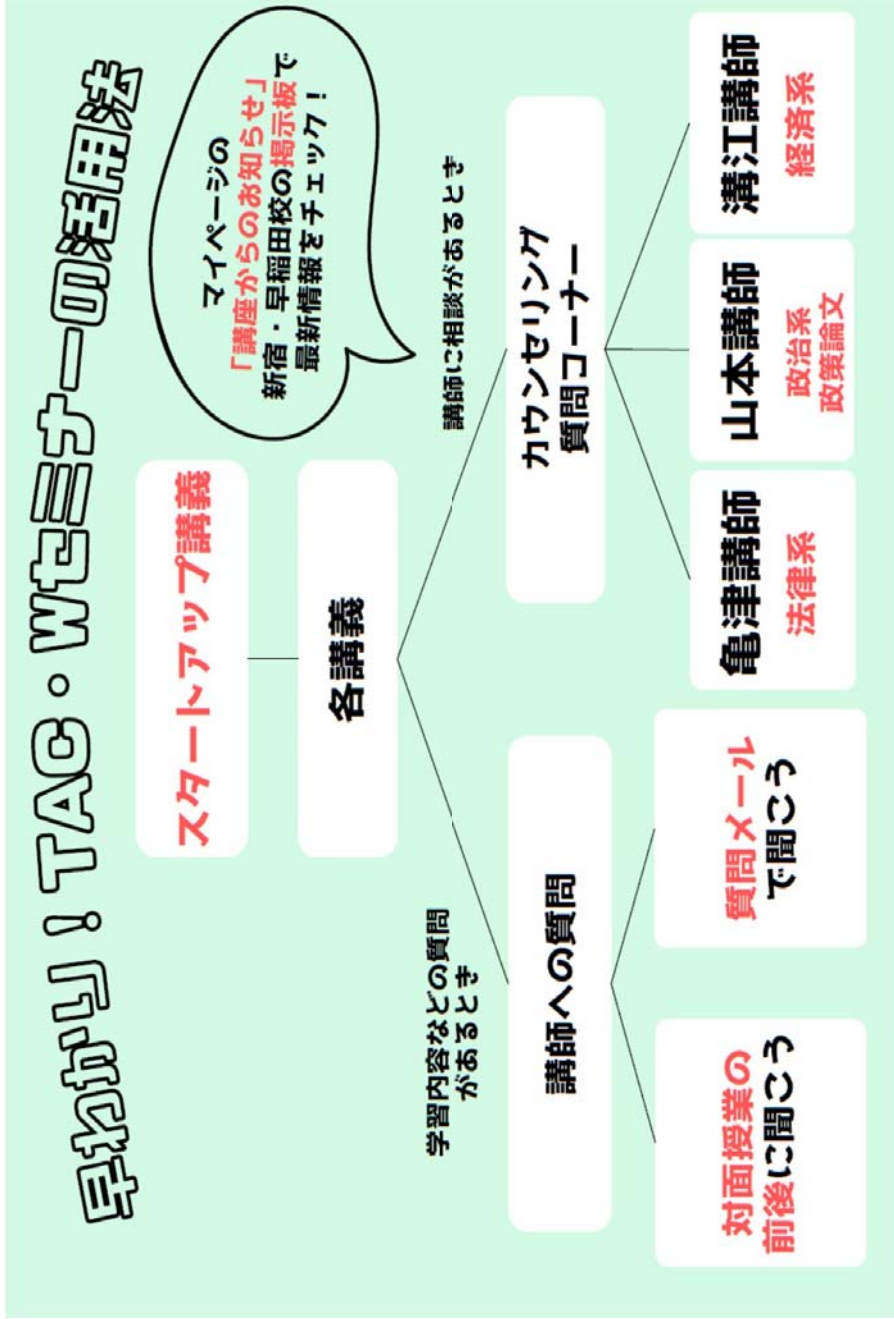 早わかり！TAC・Wセミナーの活用法
マイページの
「講座からのお知らせ」
新宿・早稲田校の掲示板で
最新情報をチェック！
スタートアップ講義
各講義
学習内容などの質問
があるとき
講師に相談があるとき
講師への質問
カウンセリング
質問コーナー
対面授業の
前後に聞こう
質問メール
で聞こう
亀津講師
法律系
山本講師
政治系
政策論文
溝江講師
経済系